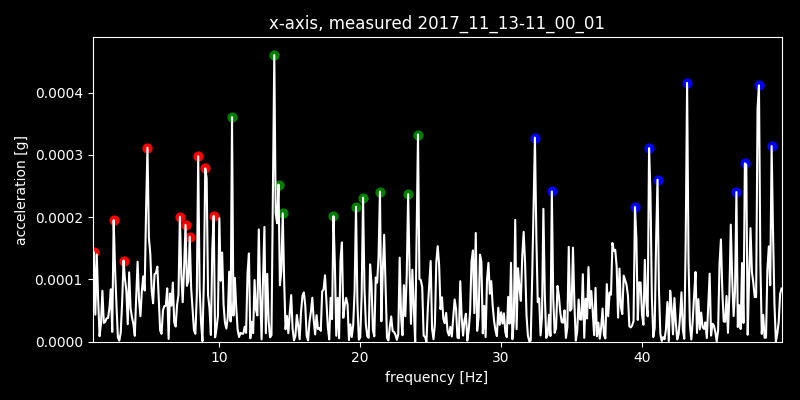 x-axis, measured 2017_11_13-11_00_01
0.0004
0.0003
0.0002
0.0001
0.0000
acceleration [g]
10 20 30 40
frequency [Hz]